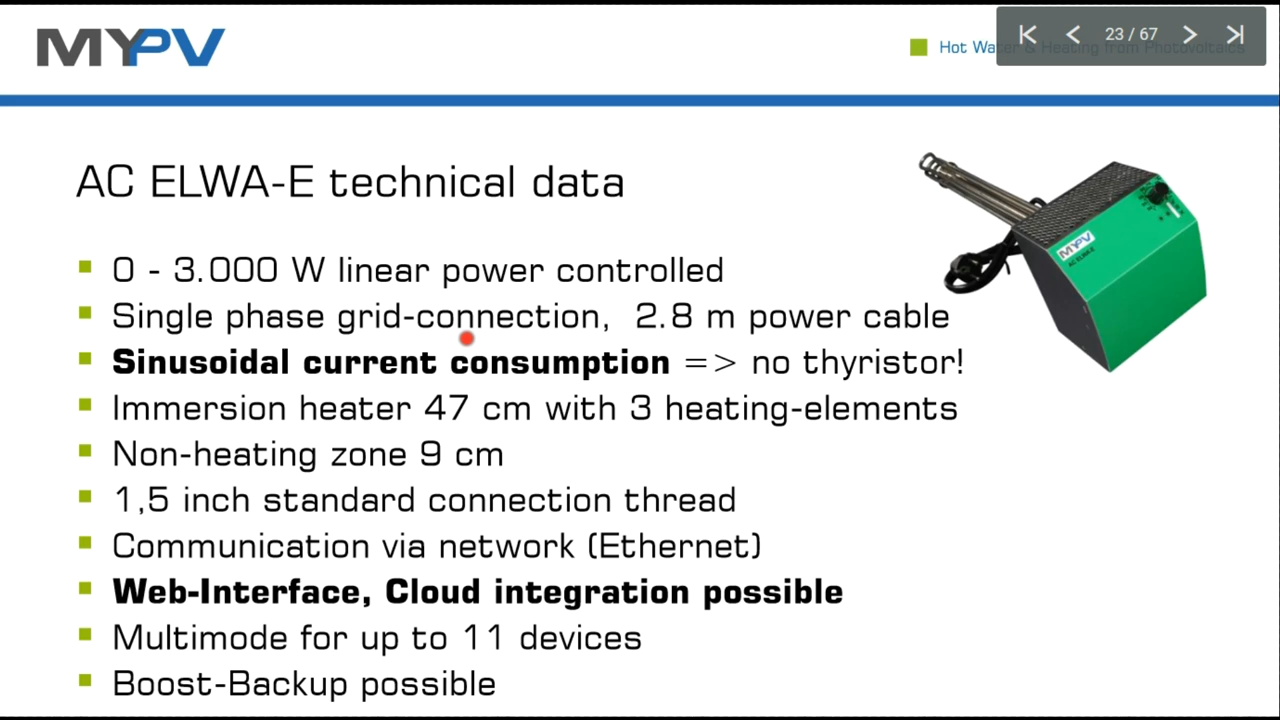 MYPV
23 / 67
Hot Water & Heating from Photovoltaics
AC ELWA-E technical data
MYPV
AC ELWA-E
0 - 3.000 W linear power controlled
Single phase grid-connection, 2.8 m power cable
Sinusoidal current consumption => no thyristor!
Immersion heater 47 cm with 3 heating-elements
Non-heating zone 9 cm
1,5 inch standard connection thread
Communication via network (Ethernet)
Web-Interface, Cloud integration possible
Multimode for up to 11 devices
Boost-Backup possible